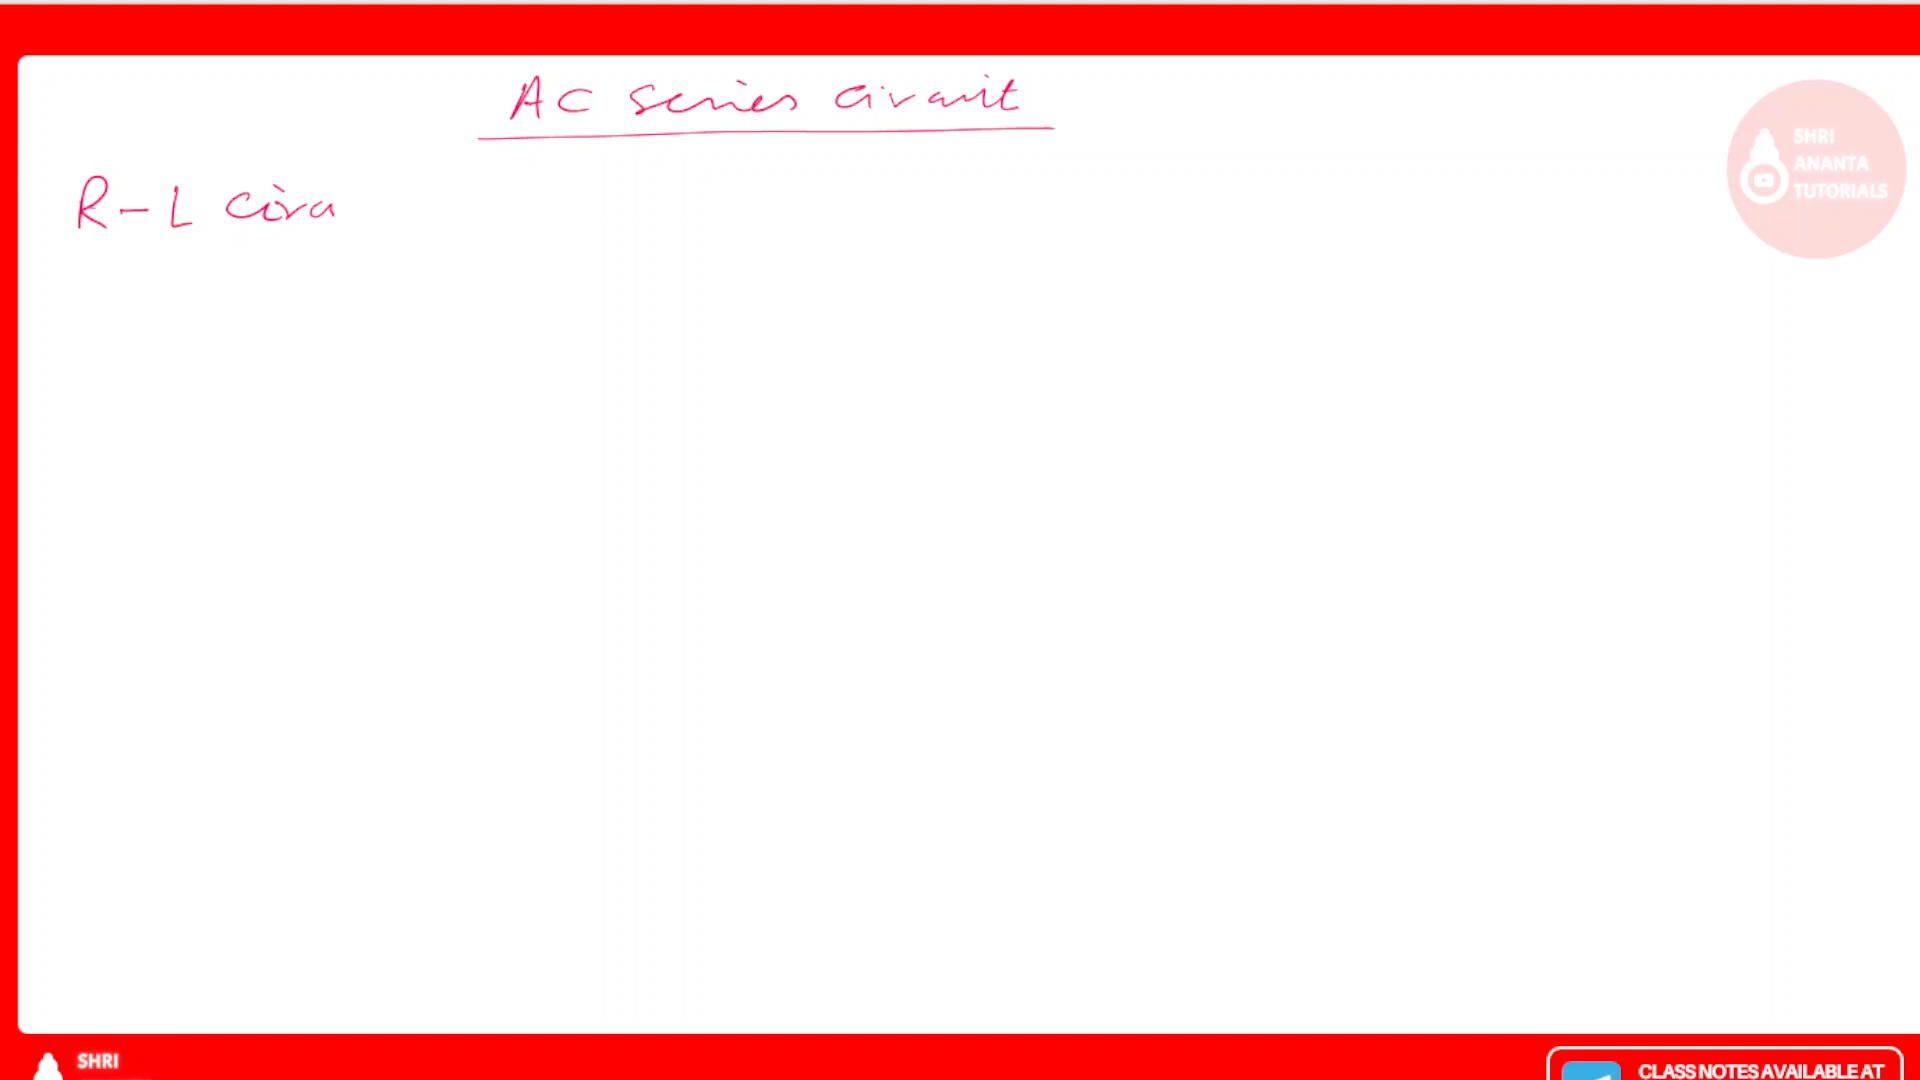 AC series circuit
R-L circu
SHRI
ANANTA
TUTORIALS
SHRI
CLASS NOTES AVAILABLE AT